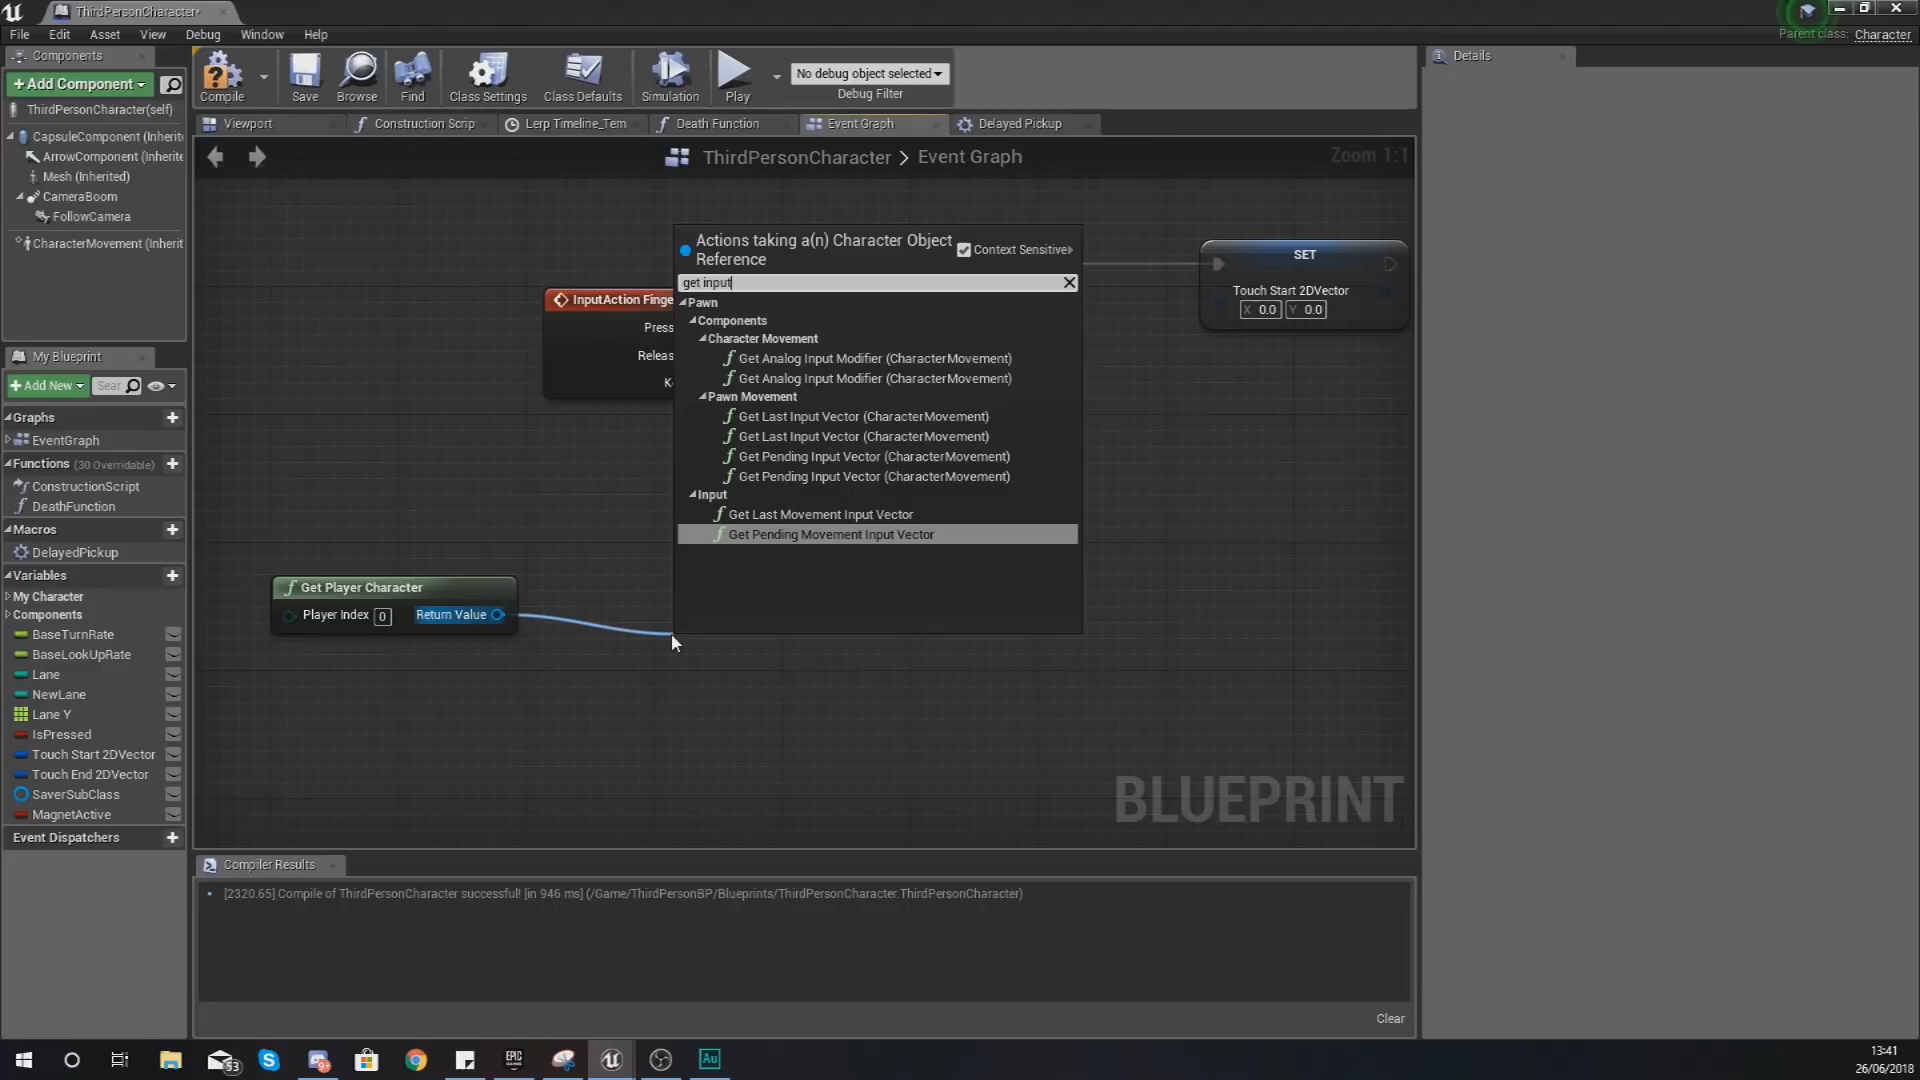 ThirdPersonCharacter*
File Edit Asset View Debug Window Help
Parent class: Character
Components
+Add Component
ThirdPersonCharacter(self)
CapsuleComponent (Inherite
ArrowComponent (Inherite
Mesh (Inherited)
CameraBoom
FollowCamera
CharacterMovement (Inherit
Compile
Save
Browse
Find
Class Settings
Class Defaults
Simulation
Play
No debug object selected
Debug Filter
Details
Viewport
Construction Scrip
Lerp Timeline_Tem
Death Function
Event Graph
Delayed Pickup
ThirdPersonCharacter > Event Graph
Zoom 1:1
Actions taking a(n) Character Object
Reference
Context Sensitive
get input
Pawn
Components
Character Movement
Get Analog Input Modifier (CharacterMovement)
Get Analog Input Modifier (CharacterMovement)
Pawn Movement
Get Last Input Vector (CharacterMovement)
Get Last Input Vector (CharacterMovement)
Get Pending Input Vector (CharacterMovement)
Get Pending Input Vector (CharacterMovement)
Input
Get Last Movement Input Vector
Get Pending Movement Input Vector
InputAction Finge
Press
Releas
Ke
SET
Touch Start 2DVector
X 0.0 Y 0.0
f Get Player Character
Player Index 0 Return Value
BLUEPRINT
My Blueprint
+Add New
Sear
Graphs
EventGraph
Functions (30 Overridable)
ConstructionScript
DeathFunction
Macros
DelayedPickup
Variables
My Character
Components
BaseTurnRate
BaseLookUpRate
Lane
NewLane
Lane Y
IsPressed
Touch Start 2DVector
Touch End 2DVector
SaverSubClass
MagnetActive
Event Dispatchers
Compiler Results
[2320.65] Compile of ThirdPersonCharacter successful! [in 946 ms] (/Game/ThirdPersonBP/Blueprints/ThirdPersonCharacter.ThirdPersonCharacter)
Clear
53
9+
EPIC
GAMES
Au
13:41
26/06/2018